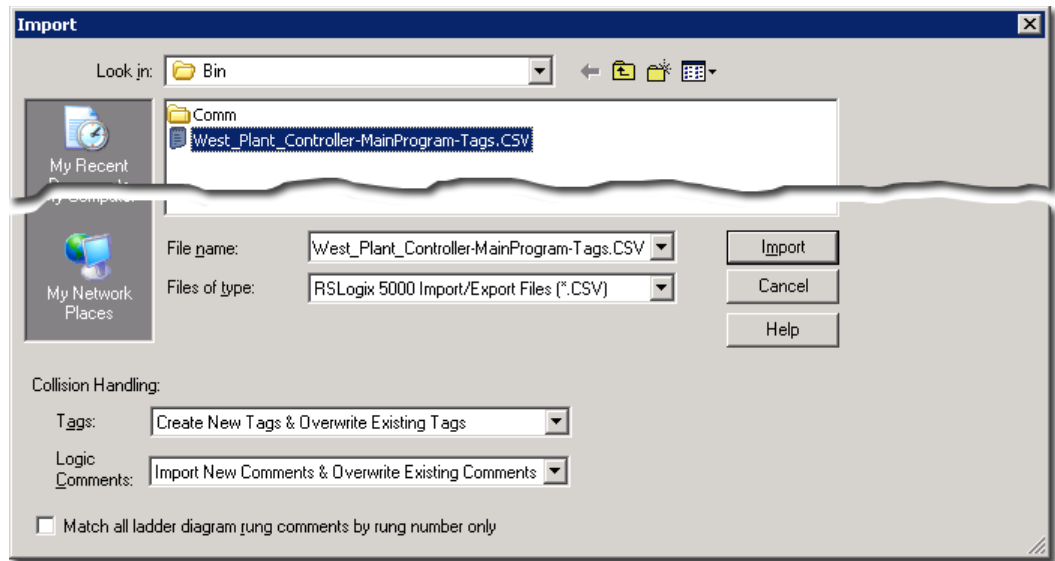 Import
Look in: Bin
Comm
West_Plant_Controller-MainProgram-Tags.CSV
My Recent
File name: West_Plant_Controller-MainProgram-Tags.CSV Import
Files of type: RSLogix 5000 Import/Export Files (*.CSV) Cancel
My Network
Places
Help
Collision Handling:
Tags: Create New Tags & Overwrite Existing Tags
Logic
Comments: Import New Comments & Overwrite Existing Comments
Match all ladder diagram rung comments by rung number only